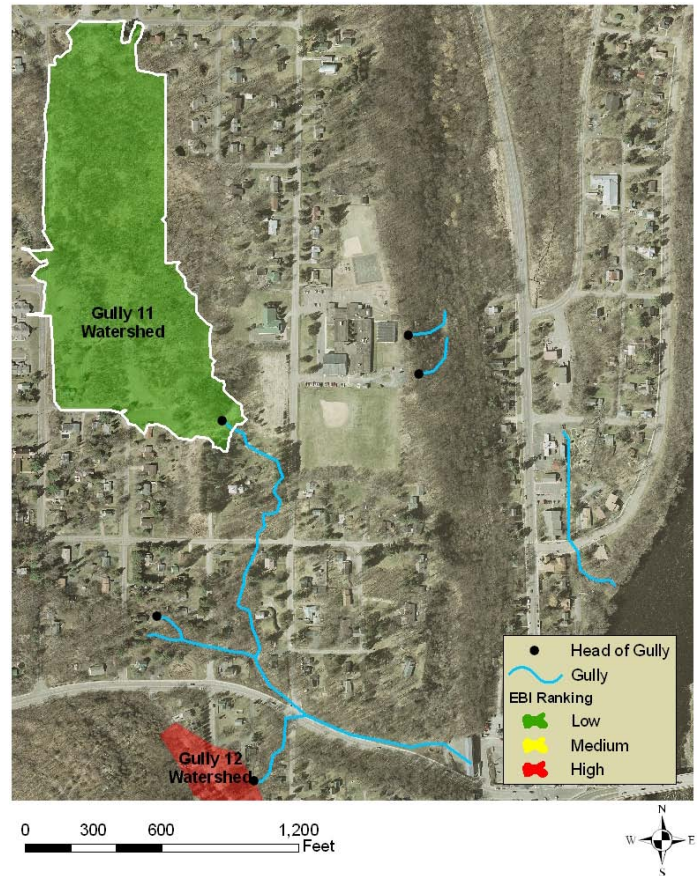 Gully 11
Watershed
Gully 12
Watershed
Head of Gully
Gully
EBI Ranking
Low
Medium
High
0 300 600 1,200
Feet
N
W E
S